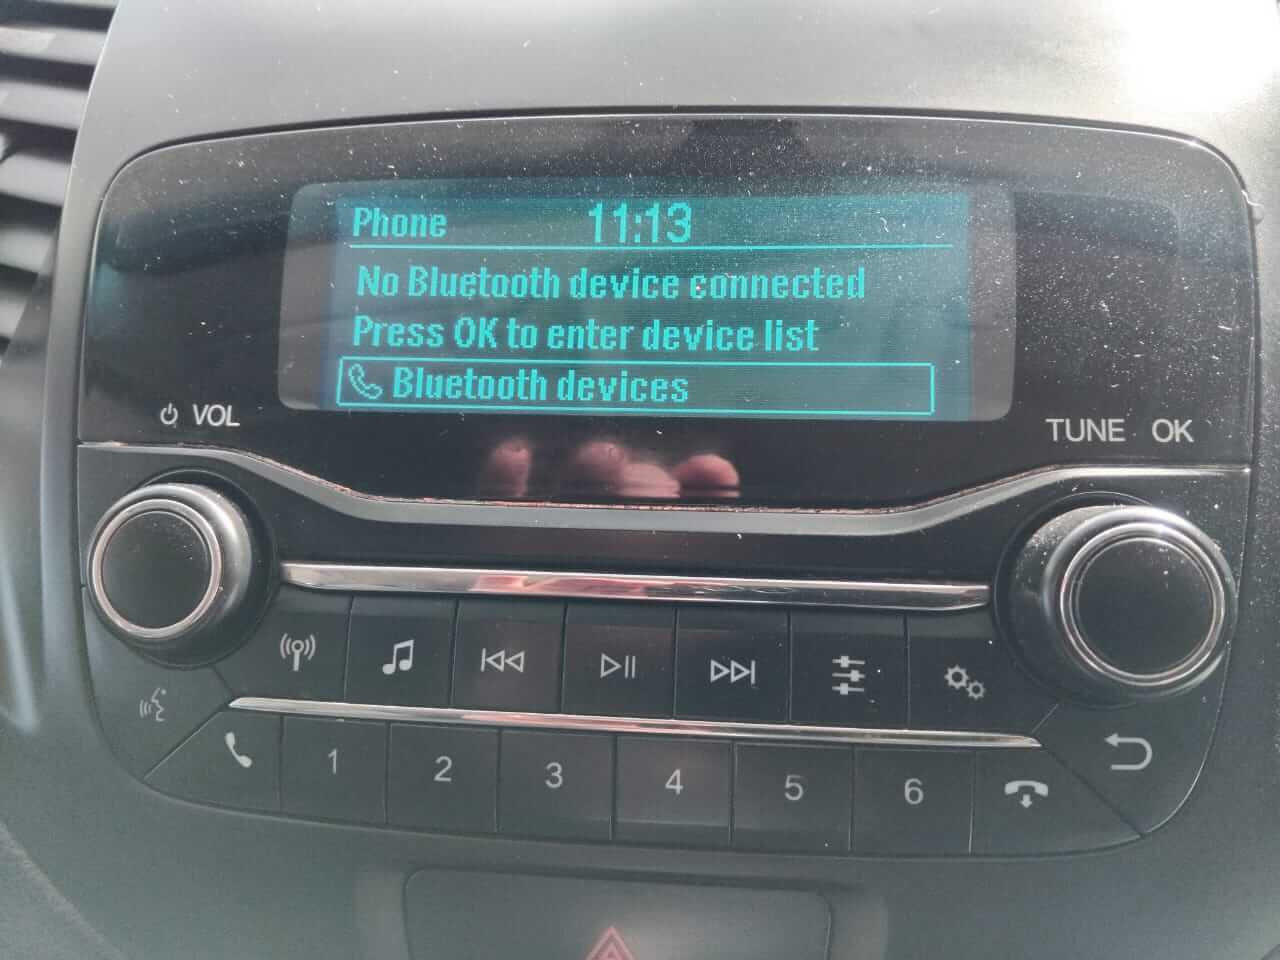 Phone 11:13
No Bluetooth device connected
Press OK to enter device list
Bluetooth devices
VOL TUNE OK
1 2 3 4 5 6